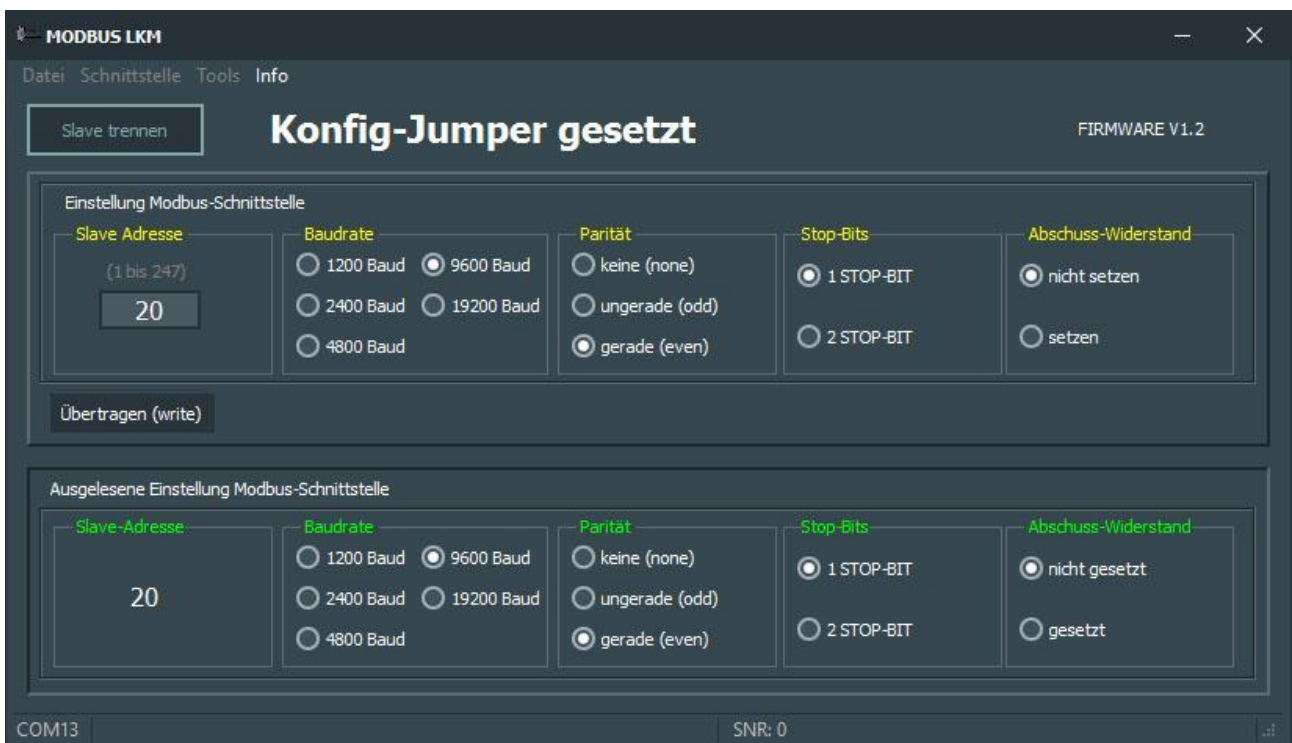 MODBUS LKM
Datei Schnittstelle Tools Info
Slave trennen
Konfig-Jumper gesetzt
FIRMWARE V1.2
Einstellung Modbus-Schnittstelle
Slave Adresse
(1 bis 247)
20
Baudrate
1200 Baud 9600 Baud
2400 Baud 19200 Baud
4800 Baud
Parität
keine (none)
ungerade (odd)
gerade (even)
Stop-Bits
1 STOP-BIT
2 STOP-BIT
Abschuss-Widerstand
nicht setzen
setzen
Übertragen (write)
Ausgelesene Einstellung Modbus-Schnittstelle
Slave-Adresse
20
Baudrate
1200 Baud 9600 Baud
2400 Baud 19200 Baud
4800 Baud
Parität
keine (none)
ungerade (odd)
gerade (even)
Stop-Bits
1 STOP-BIT
2 STOP-BIT
Abschuss-Widerstand
nicht gesetzt
gesetzt
COM13
SNR: 0